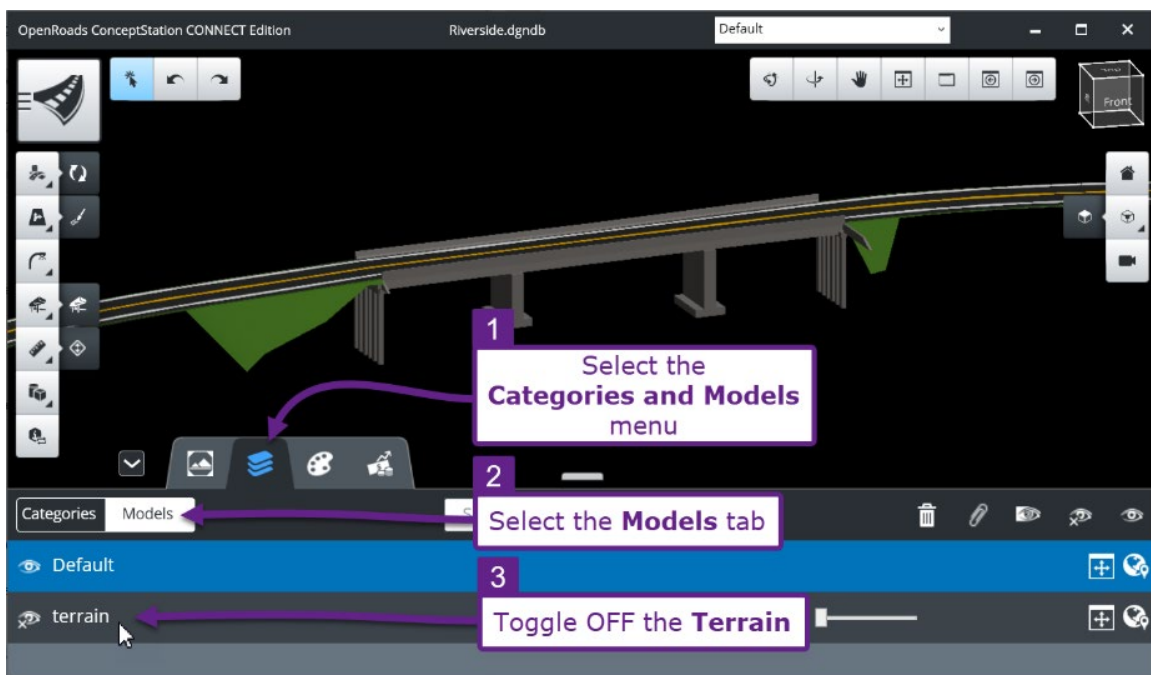 OpenRoads ConceptStation CONNECT Edition
Riverside.dgndb
Default
Front
1
Select the
Categories and Models
menu
2
Categories
Models
Select the Models tab
Default
3
terrain
Toggle OFF the Terrain